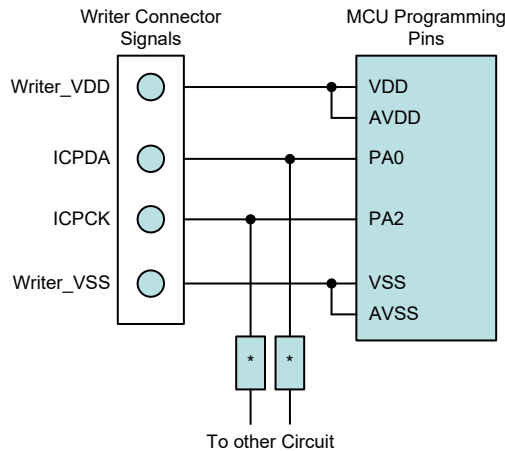 Writer Connector
Signals
MCU Programming
Pins
Writer_VDD
VDD
AVDD
ICPDA
PA0
ICPCK
PA2
Writer_VSS
VSS
AVSS
* *
To other Circuit